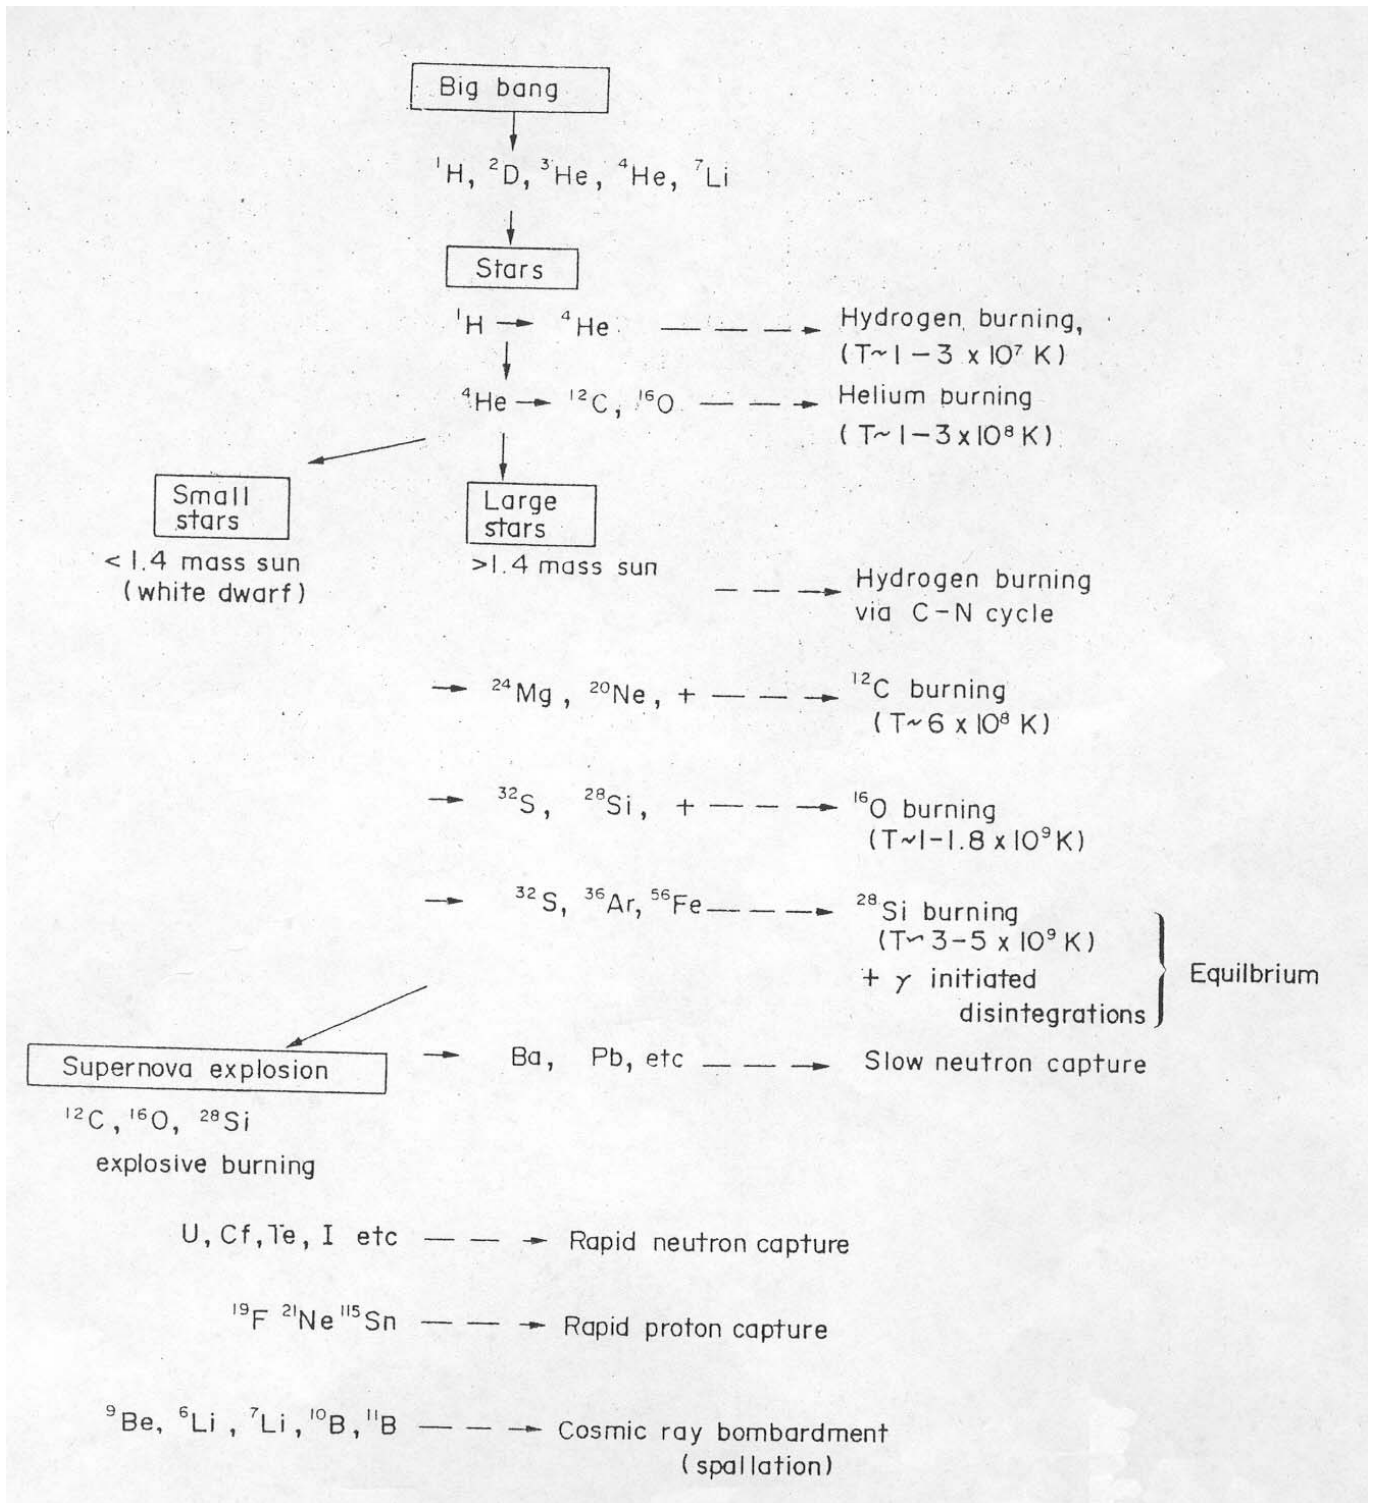 Big bang
¹H, ²D, ³He, ⁴He, ⁷Li
Stars
¹H → ⁴He — — — → Hydrogen burning,
(T~1–3 x 10⁷ K)
⁴He → ¹²C, ¹⁶O — — → Helium burning
(T~1–3 x 10⁸ K)
Small
stars
< 1.4 mass sun
(white dwarf)
Large
stars
>1.4 mass sun
— — → Hydrogen burning
via C–N cycle
→ ²⁴Mg, ²⁰Ne, + — — → ¹²C burning
(T~6 x 10⁸ K)
→ ³²S, ²⁸Si, + — — → ¹⁶O burning
(T~1–1.8 x 10⁹ K)
→ ³²S, ³⁶Ar, ⁵⁶Fe — — → ²⁸Si burning
(T~3–5 x 10⁹ K)
+ γ initiated
disintegrations
Equilbrium
→ Ba, Pb, etc — — → Slow neutron capture
Supernova explosion
¹²C, ¹⁶O, ²⁸Si
explosive burning
U, Cf, Te, I etc — — → Rapid neutron capture
¹⁹F ²¹Ne ¹¹⁵Sn — — → Rapid proton capture
⁹Be, ⁶Li, ⁷Li, ¹⁰B, ¹¹B — — → Cosmic ray bombardment
(spallation)